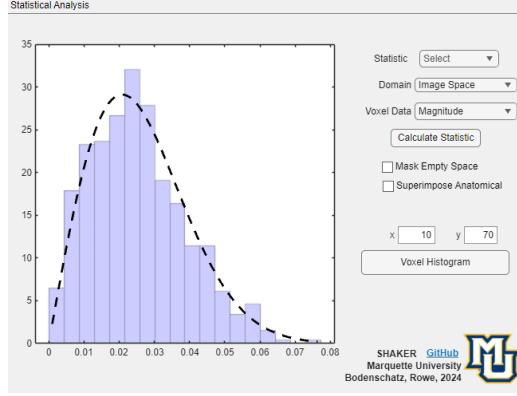 Statistical Analysis
35
30
25
20
15
10
5
0
0 0.01 0.02 0.03 0.04 0.05 0.06 0.07 0.08
Statistic Select
Domain Image Space
Voxel Data Magnitude
Calculate Statistic
Mask Empty Space
Superimpose Anatomical
x 10 y 70
Voxel Histogram
SHAKER GitHub
Marquette University
Bodenschatz, Rowe, 2024
MU